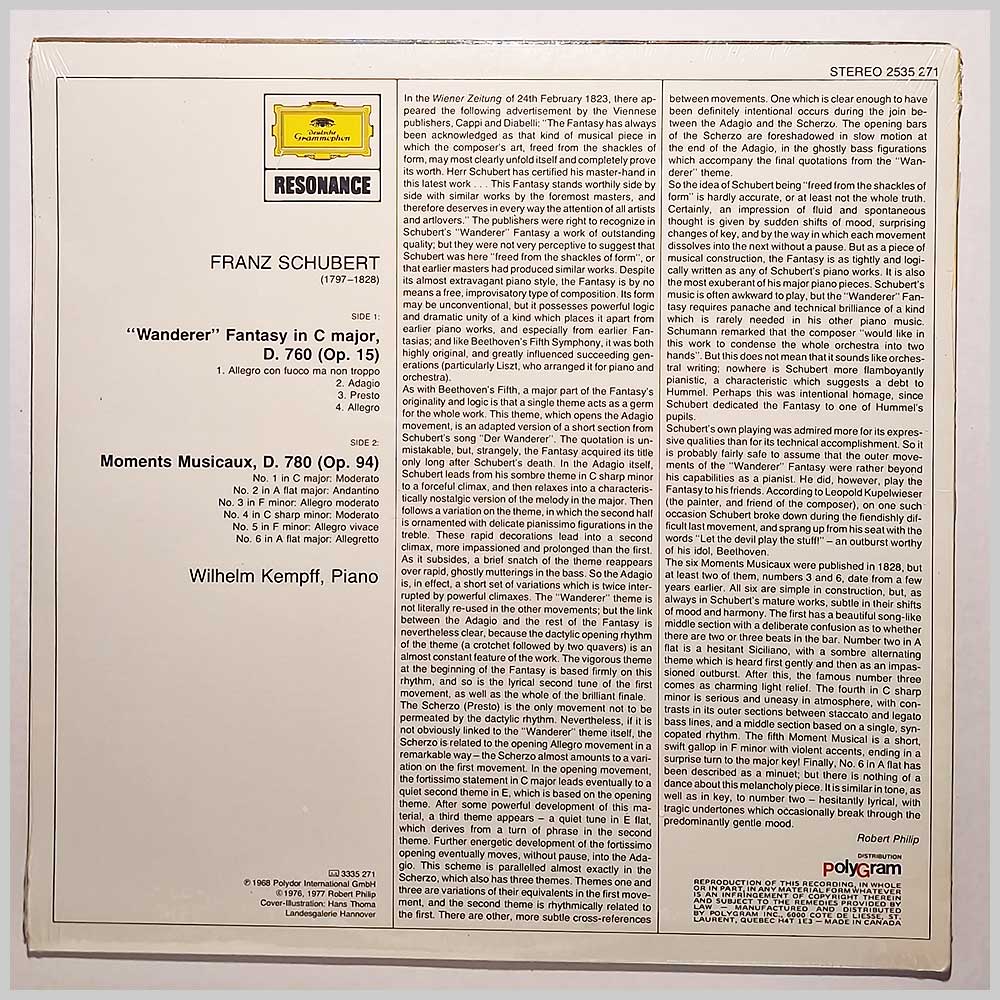 STEREO 2535 271
Deutsche
Grammophon
RESONANCE
FRANZ SCHUBERT
(1797–1828)
SIDE 1:
"Wanderer" Fantasy in C major,
D. 760 (Op. 15)
1. Allegro con fuoco ma non troppo
2. Adagio
3. Presto
4. Allegro
SIDE 2:
Moments Musicaux, D. 780 (Op. 94)
No. 1 in C major: Moderato
No. 2 in A flat major: Andantino
No. 3 in F minor: Allegro moderato
No. 4 in C sharp minor: Moderato
No. 5 in F minor: Allegro vivace
No. 6 in A flat major: Allegretto
Wilhelm Kempff, Piano
3335 271
℗ 1968 Polydor International GmbH
© 1976, 1977 Robert Philip
Cover-Illustration: Hans Thoma
Landesgalerie Hannover
In the Wiener Zeitung of 24th February 1823, there ap-
peared the following advertisement by the Viennese
publishers, Cappi and Diabelli: "The Fantasy has always
been acknowledged as that kind of musical piece in
which the composer's art, freed from the shackles of
form, may most clearly unfold itself and completely prove
its worth. Herr Schubert has certified his master-hand in
this latest work . . . This Fantasy stands worthily side by
side with similar works by the foremost masters, and
therefore deserves in every way the attention of all artists
and artlovers." The publishers were right to recognize in
Schubert's "Wanderer" Fantasy a work of outstanding
quality; but they were not very perceptive to suggest that
Schubert was here "freed from the shackles of form", or
that earlier masters had produced similar works. Despite
its almost extravagant piano style, the Fantasy is by no
means a free, improvisatory type of composition. Its form
may be unconventional, but it possesses powerful logic
and dramatic unity of a kind which places it apart from
earlier piano works, and especially from earlier Fan-
tasias; and like Beethoven's Fifth Symphony, it was both
highly original, and greatly influenced succeeding gen-
erations (particularly Liszt, who arranged it for piano and
orchestra).
As with Beethoven's Fifth, a major part of the Fantasy's
originality and logic is that a single theme acts as a germ
for the whole work. This theme, which opens the Adagio
movement, is an adapted version of a short section from
Schubert's song "Der Wanderer". The quotation is un-
mistakable, but, strangely, the Fantasy acquired its title
only long after Schubert's death. In the Adagio itself,
Schubert leads from his sombre theme in C sharp minor
to a forceful climax, and then relaxes into a characteris-
tically nostalgic version of the melody in the major. Then
follows a variation on the theme, in which the second half
is ornamented with delicate pianissimo figurations in the
treble. These rapid decorations lead into a second
climax, more impassioned and prolonged than the first.
As it subsides, a brief snatch of the theme reappears
over rapid, ghostly mutterings in the bass. So the Adagio
is, in effect, a short set of variations which is twice inter-
rupted by powerful climaxes. The "Wanderer" theme is
not literally re-used in the other movements; but the link
between the Adagio and the rest of the Fantasy is
nevertheless clear, because the dactylic opening rhythm
of the theme (a crotchet followed by two quavers) is an
almost constant feature of the work. The vigorous theme
at the beginning of the Fantasy is based firmly on this
rhythm, and so is the lyrical second tune of the first
movement, as well as the whole of the brilliant finale.
The Scherzo (Presto) is the only movement not to be
permeated by the dactylic rhythm. Nevertheless, if it is
not obviously linked to the "Wanderer" theme itself, the
Scherzo is related to the opening Allegro movement in a
remarkable way – the Scherzo almost amounts to a vari-
ation on the first movement. In the opening movement,
the fortissimo statement in C major leads eventually to a
quiet second theme in E, which is based on the opening
theme. After some powerful development of this ma-
terial, a third theme appears – a quiet tune in E flat,
which derives from a turn of phrase in the second
theme. Further energetic development of the fortissimo
opening eventually moves, without pause, into the Ada-
gio. This scheme is parallelled almost exactly in the
Scherzo, which also has three themes. Themes one and
three are variations of their equivalents in the first move-
ment, and the second theme is rhythmically related to
the first. There are other, more subtle cross-references
between movements. One which is clear enough to have
been definitely intentional occurs during the join be-
tween the Adagio and the Scherzo. The opening bars
of the Scherzo are foreshadowed in slow motion at
the end of the Adagio, in the ghostly bass figurations
which accompany the final quotations from the "Wan-
derer" theme.
So the idea of Schubert being "freed from the shackles of
form" is hardly accurate, or at least not the whole truth.
Certainly, an impression of fluid and spontaneous
thought is given by sudden shifts of mood, surprising
changes of key, and by the way in which each movement
dissolves into the next without a pause. But as a piece of
musical construction, the Fantasy is as tightly and logi-
cally written as any of Schubert's piano works. It is also
the most exuberant of his major piano pieces. Schubert's
music is often awkward to play, but the "Wanderer" Fan-
tasy requires panache and technical brilliance of a kind
which is rarely needed in his other piano music.
Schumann remarked that the composer "would like in
this work to condense the whole orchestra into two
hands". But this does not mean that it sounds like orches-
tral writing; nowhere is Schubert more flamboyantly
pianistic, a characteristic which suggests a debt to
Hummel. Perhaps this was intentional homage, since
Schubert dedicated the Fantasy to one of Hummel's
pupils.
Schubert's own playing was admired more for its expres-
sive qualities than for its technical accomplishment. So it
is probably fairly safe to assume that the outer move-
ments of the "Wanderer" Fantasy were rather beyond
his capabilities as a pianist. He did, however, play the
Fantasy to his friends. According to Leopold Kupelwieser
(the painter, and friend of the composer), on one such
occasion Schubert broke down during the fiendishly dif-
ficult last movement, and sprang up from his seat with the
words "Let the devil play the stuff!" – an outburst worthy
of his idol, Beethoven.
The six Moments Musicaux were published in 1828, but
at least two of them, numbers 3 and 6, date from a few
years earlier. All six are simple in construction, but, as
always in Schubert's mature works, subtle in their shifts
of mood and harmony. The first has a beautiful song-like
middle section with a deliberate confusion as to whether
there are two or three beats in the bar. Number two in A
flat is a hesitant Siciliano, with a sombre alternating
theme which is heard first gently and then as an impas-
sioned outburst. After this, the famous number three
comes as charming light relief. The fourth in C sharp
minor is serious and uneasy in atmosphere, with con-
trasts in its outer sections between staccato and legato
bass lines, and a middle section based on a single, syn-
copated rhythm. The fifth Moment Musical is a short,
swift gallop in F minor with violent accents, ending in a
surprise turn to the major key! Finally, No. 6 in A flat has
been described as a minuet; but there is nothing of a
dance about this melancholy piece. It is similar in tone, as
well as in key, to number two – hesitantly lyrical, with
tragic undertones which occasionally break through the
predominantly gentle mood.
Robert Philip
DISTRIBUTION
PolyGram
REPRODUCTION OF THIS RECORDING, IN WHOLE
OR IN PART, IN ANY MATERIAL FORM WHATEVER
IS AN INFRINGEMENT OF COPYRIGHT THEREIN
AND SUBJECT TO THE REMEDIES PROVIDED BY
LAW — MANUFACTURED AND DISTRIBUTED
BY POLYGRAM INC., 6000 COTE DE LIESSE, ST.
LAURENT, QUEBEC H4T 1E3 — MADE IN CANADA